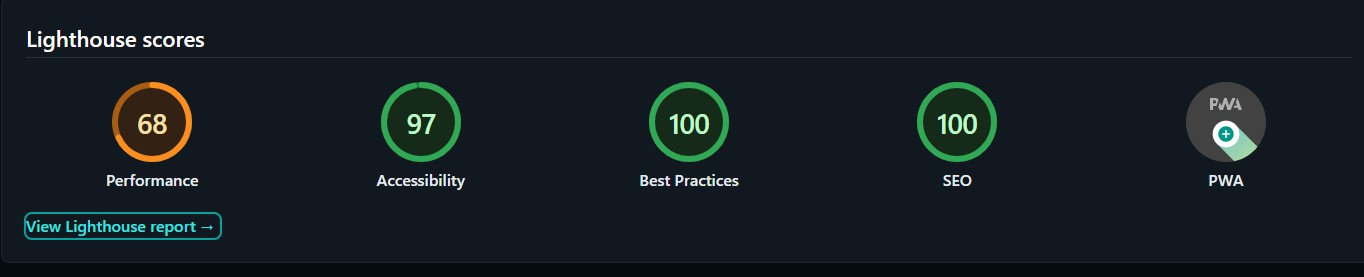 Lighthouse scores
68
97
100
100
PWA
Performance
Accessibility
Best Practices
SEO
PWA
View Lighthouse report →